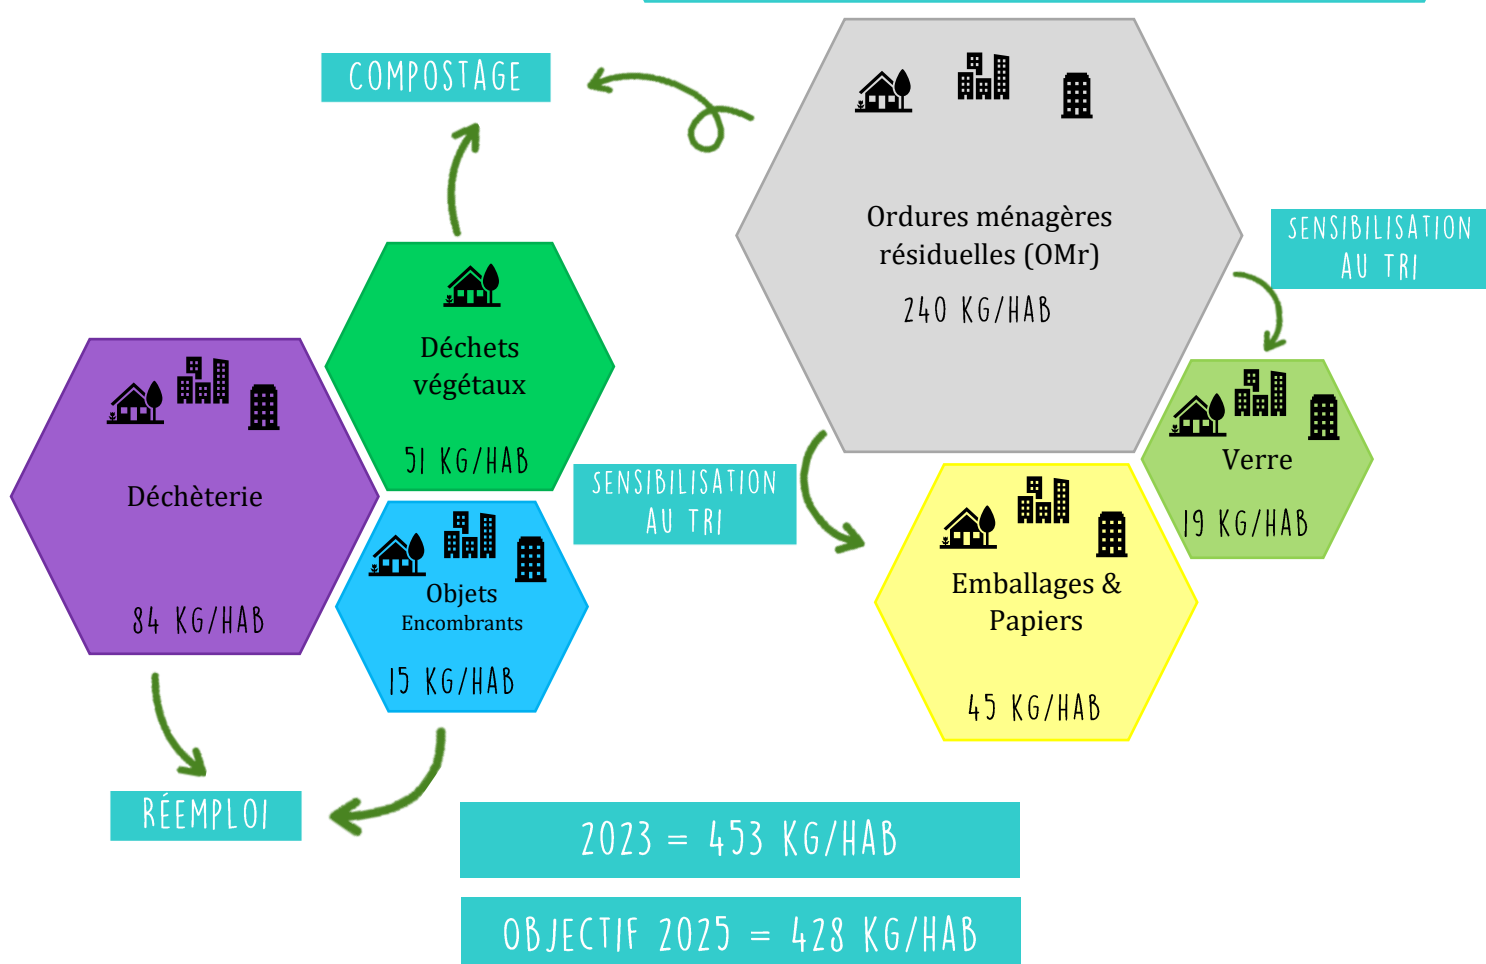 COMPOSTAGE
Ordures ménagères
résiduelles (OMr)
240 KG/HAB
SENSIBILISATION
AU TRI
Déchets
végétaux
51 KG/HAB
Déchèterie
84 KG/HAB
SENSIBILISATION
AU TRI
Verre
19 KG/HAB
Objets
Encombrants
15 KG/HAB
Emballages &
Papiers
45 KG/HAB
RÉEMPLOI
2023 = 453 KG/HAB
OBJECTIF 2025 = 428 KG/HAB